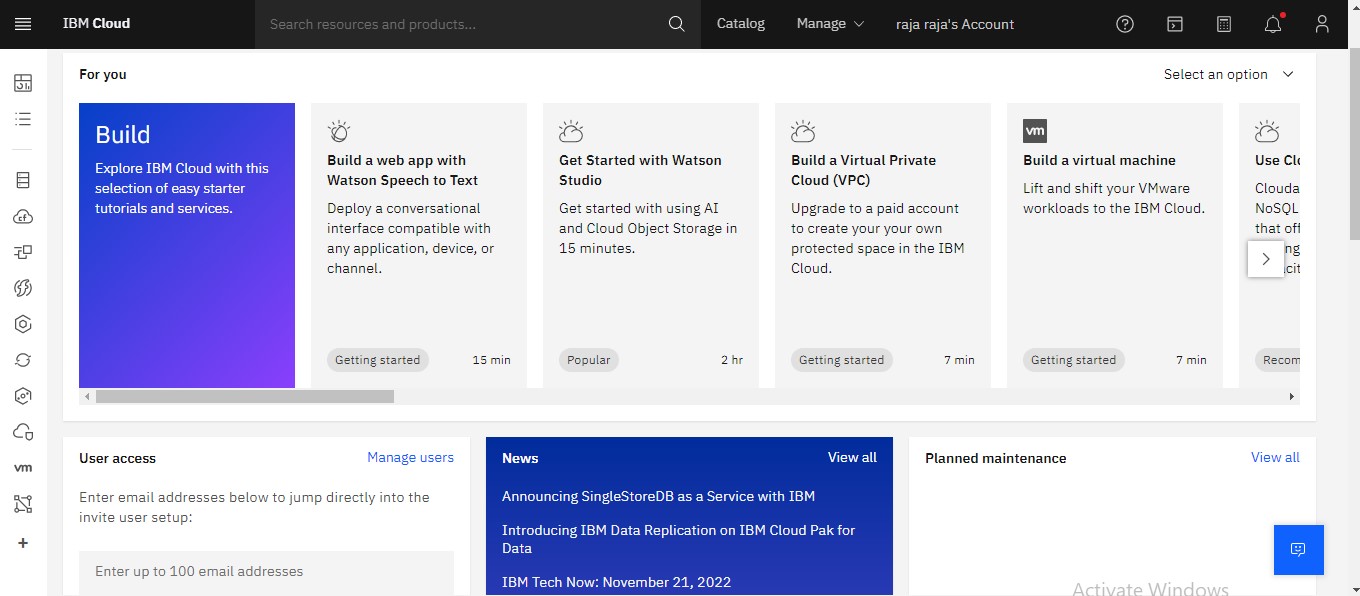 IBM Cloud
Search resources and products...
Catalog
Manage
raja raja's Account
For you
Select an option
Build
Explore IBM Cloud with this
selection of easy starter
tutorials and services.
Build a web app with
Watson Speech to Text
Deploy a conversational
interface compatible with
any application, device, or
channel.
Getting started
15 min
Get Started with Watson
Studio
Get started with using AI
and Cloud Object Storage in
15 minutes.
Popular
2 hr
Build a Virtual Private
Cloud (VPC)
Upgrade to a paid account
to create your your own
protected space in the IBM
Cloud.
Getting started
7 min
vm
Build a virtual machine
Lift and shift your VMware
workloads to the IBM Cloud.
Getting started
7 min
Use Clo
Clouda
NoSQL
that off
Recom
cf
vm
User access
Manage users
Enter email addresses below to jump directly into the
invite user setup:
Enter up to 100 email addresses
News
View all
Announcing SingleStoreDB as a Service with IBM
Introducing IBM Data Replication on IBM Cloud Pak for
Data
IBM Tech Now: November 21, 2022
Planned maintenance
View all
Activate Windows